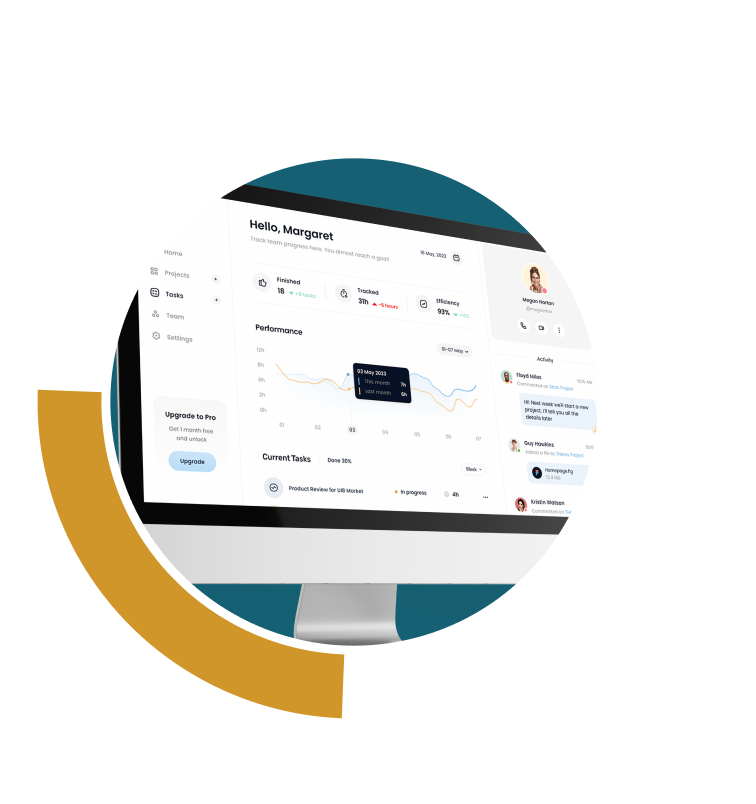 Home
Projects
Tasks
Team
Settings
Upgrade to Pro
Get 1 month free
and unlock
Upgrade
Hello, Margaret
Track team progress here. You almost reach a goal!
16 May, 2023
Finished
18 +8 tasks
Tracked
31h -6 hours
Efficiency
93%
Performance
01-07 May
10h
8h
6h
3h
0h
03 May 2023
This month 7h
Last month 6h
01
02
03
04
05
06
07
Current Tasks Done 30%
Week
Product Review for UI8 Market In progress 4h
Megan Norton
@megnorton
Activity
Floyd Miles 10:15 AM
Commented on Stark Project
Hi! Next week we'll start a new
project. I'll tell you all the
details later
Guy Hawkins
Added a file to 7Heros Project
Homepage.fig
13.4 Mb
Kristin Watson
Commented on